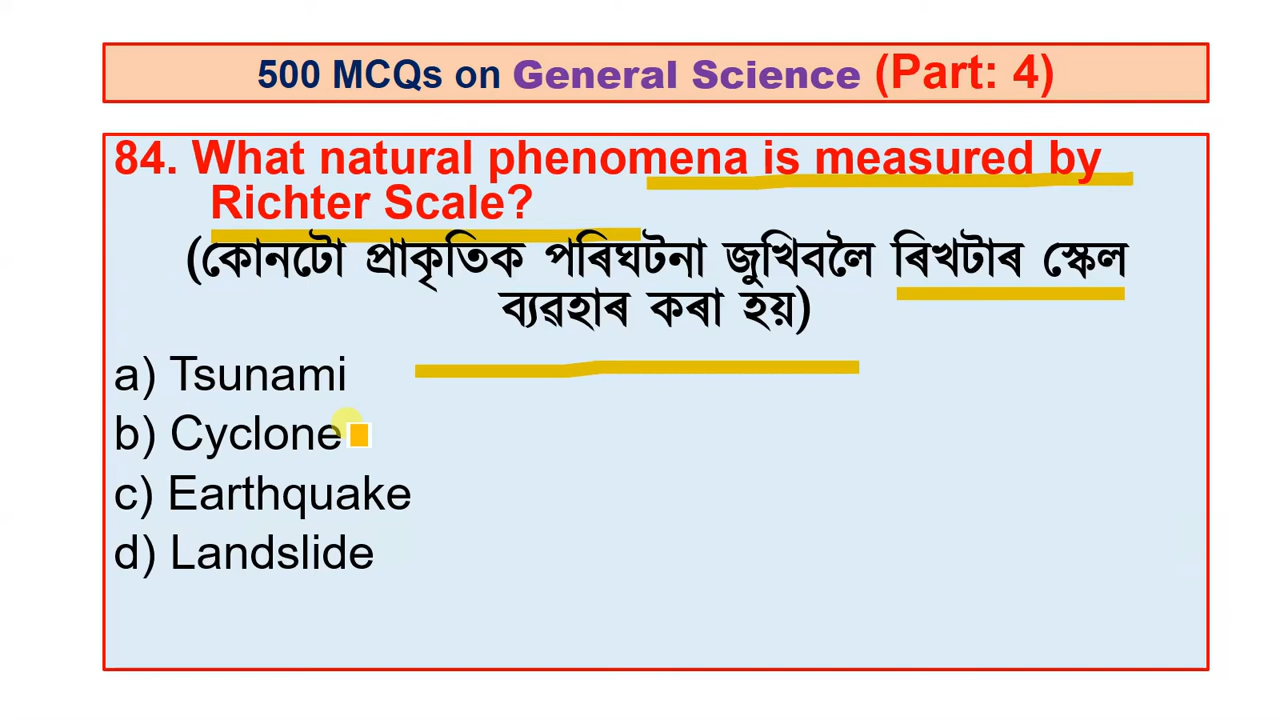 500 MCQs on General Science (Part: 4)
84. What natural phenomena is measured by
Richter Scale?
(কোনটো প্ৰাকৃতিক পৰিঘটনা জুখিবলৈ ৰিখটাৰ স্কেল
ব্যৱহাৰ কৰা হয়)
a) Tsunami
b) Cyclone
c) Earthquake
d) Landslide